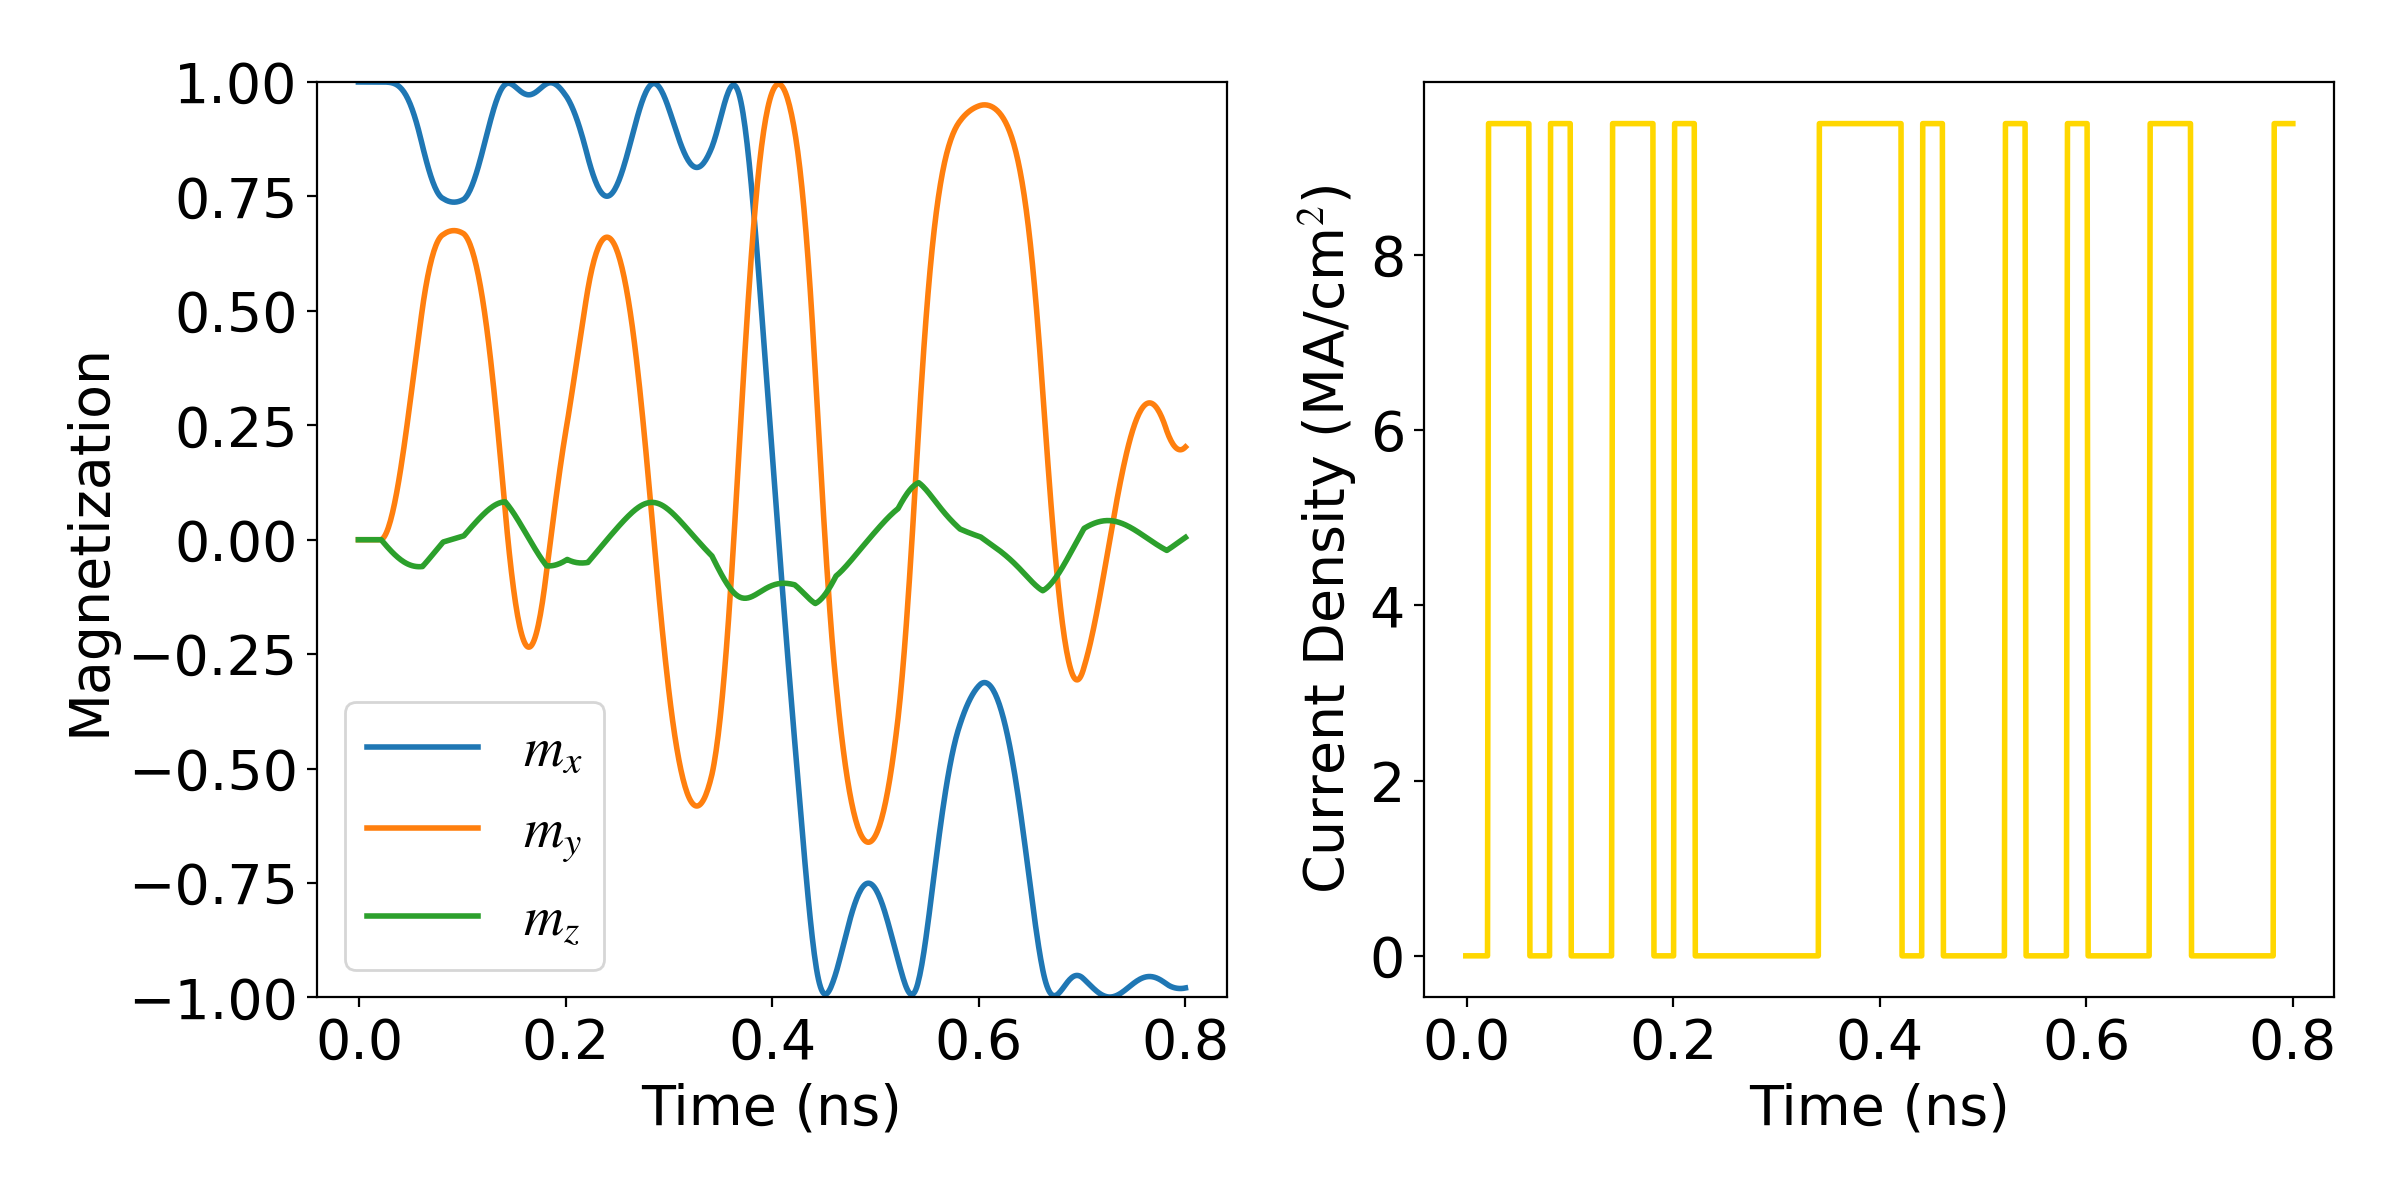 1.00
0.75
0.50
0.25
0.00
−0.25
−0.50
−0.75
−1.00
Magnetization
m_x
m_y
m_z
0.0 0.2 0.4 0.6 0.8
Time (ns)
8
6
4
2
0
Current Density (MA/cm²)
0.0 0.2 0.4 0.6 0.8
Time (ns)